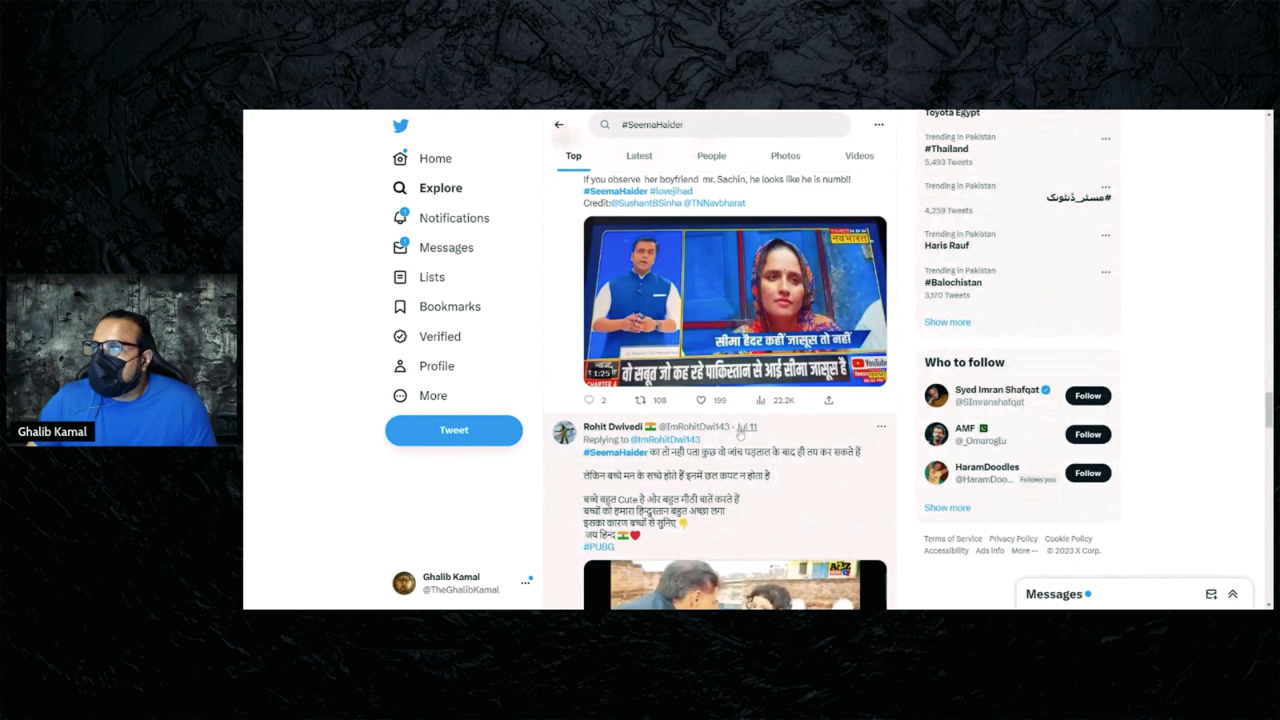 Ghalib Kamal
Home
Explore
Notifications
Messages
Lists
Bookmarks
Verified
Profile
More
Tweet
Ghalib Kamal
@TheGhalibKamal
#SeemaHaider
Top
Latest
People
Photos
Videos
If you observe her boyfriend mr. Sachin, he looks like he is numb!!
#SeemaHaider #lovejihad
Credit:@SushantBSinha @TNNavbharat
नवभारत
सीमा हैदर कहीं जासूस तो नहीं
1:25
वो सबूत जो कह रहे पाकिस्तान से आई सीमा जासूस है
YouTube
2
108
199
22.2K
Rohit Dwivedi @ImRohitDwi143 · Jul 11
Replying to @ImRohitDwi143
#SeemaHaider का तो नही पता कुछ वो जांच पड़ताल के बाद ही तय कर सकते हैं
लेकिन बच्चे मन के सच्चे होते हैं इनमें छल कपट न होता है
बच्चे बहुत Cute है ओर बहुत मीठी बातें करते हैं
बच्चों को हमारा हिन्दुस्तान बहुत अच्छा लगा
इसका कारण बच्चों से सुनिए
जय हिन्द
#PUBG
A2Z
Toyota Egypt
Trending in Pakistan
#Thailand
5,493 Tweets
Trending in Pakistan
4,259 Tweets
Trending in Pakistan
Haris Rauf
Trending in Pakistan
#Balochistan
3,170 Tweets
Show more
Who to follow
Syed Imran Shafqat
@SImranshafqat
Follow
AMF
@_Omaroglu
Follow
HaramDoodles
@HaramDoo... Follows you
Follow
Show more
Terms of Service Privacy Policy Cookie Policy
Accessibility Ads info More ··· © 2023 X Corp.
Messages